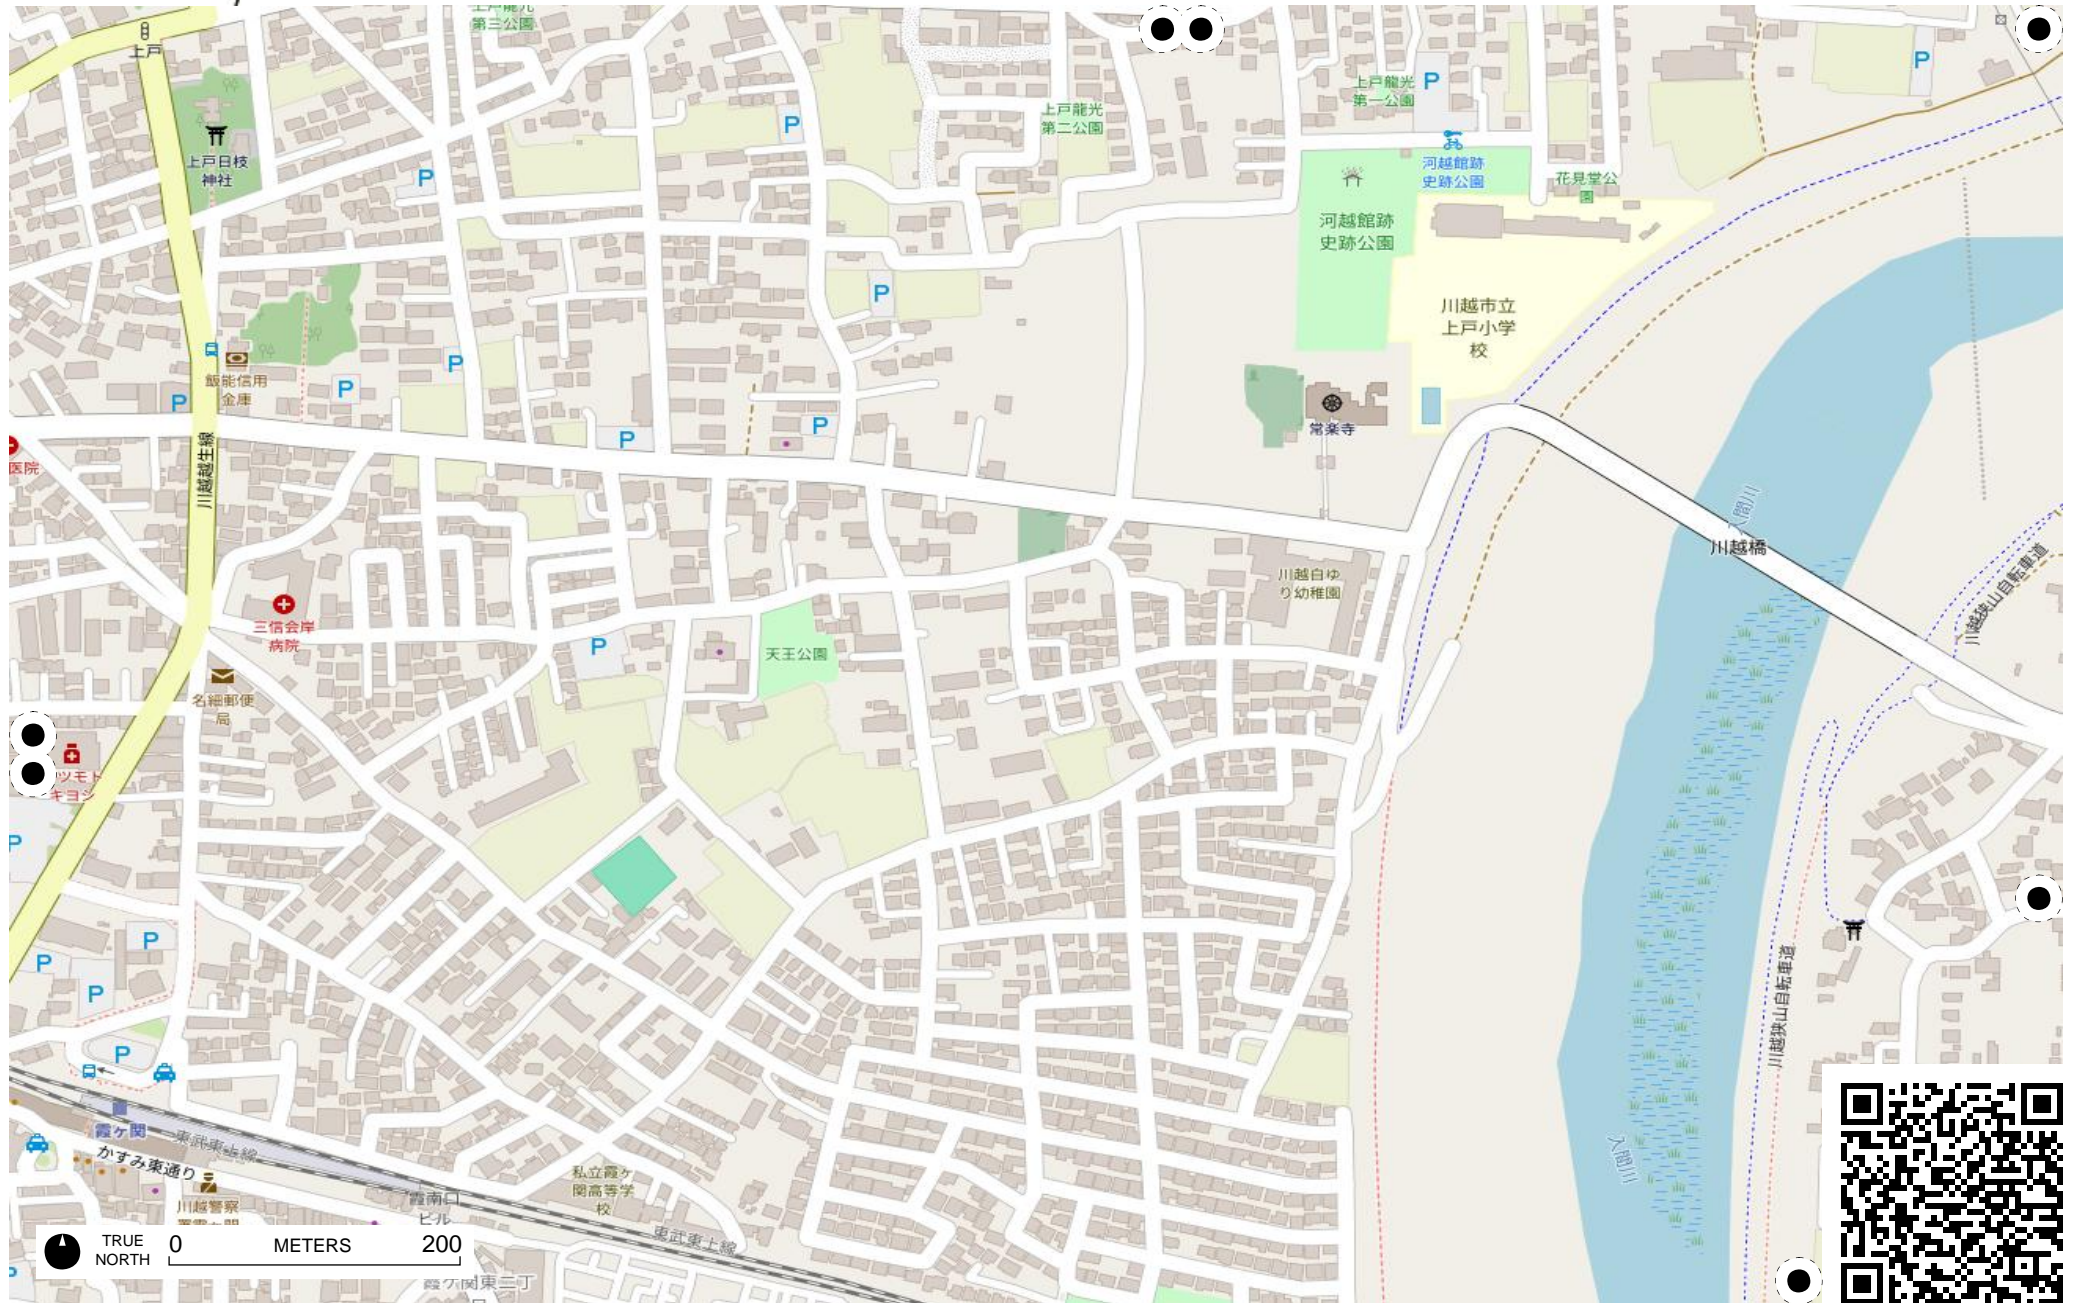 上戸龍光
第三公園
上戸
上戸日枝
神社
P
P
上戸龍光
第二公園
上戸龍光
第一公園
P
P
河越館跡
史跡公園
花見堂公
園
河越館跡
史跡公園
川越市立
上戸小学
校
P
P
P
飯能信用
金庫
P
P
P
常楽寺
医院
川越越生線
入間川
川越橋
川越白ゆ
り幼稚園
川越狭山自転車道
三信会岸
病院
P
天王公園
名細郵便
局
ツモト
キヨシ
P
P
P
P
P
川越狭山自転車道
入間川
霞ヶ関
東武東上線
かすみ東通り
川越警察
霞南口
ビル
私立霞ヶ
関高等学
校
東武東上線
TRUE
NORTH
0
METERS
200
P
霞ヶ関東二丁